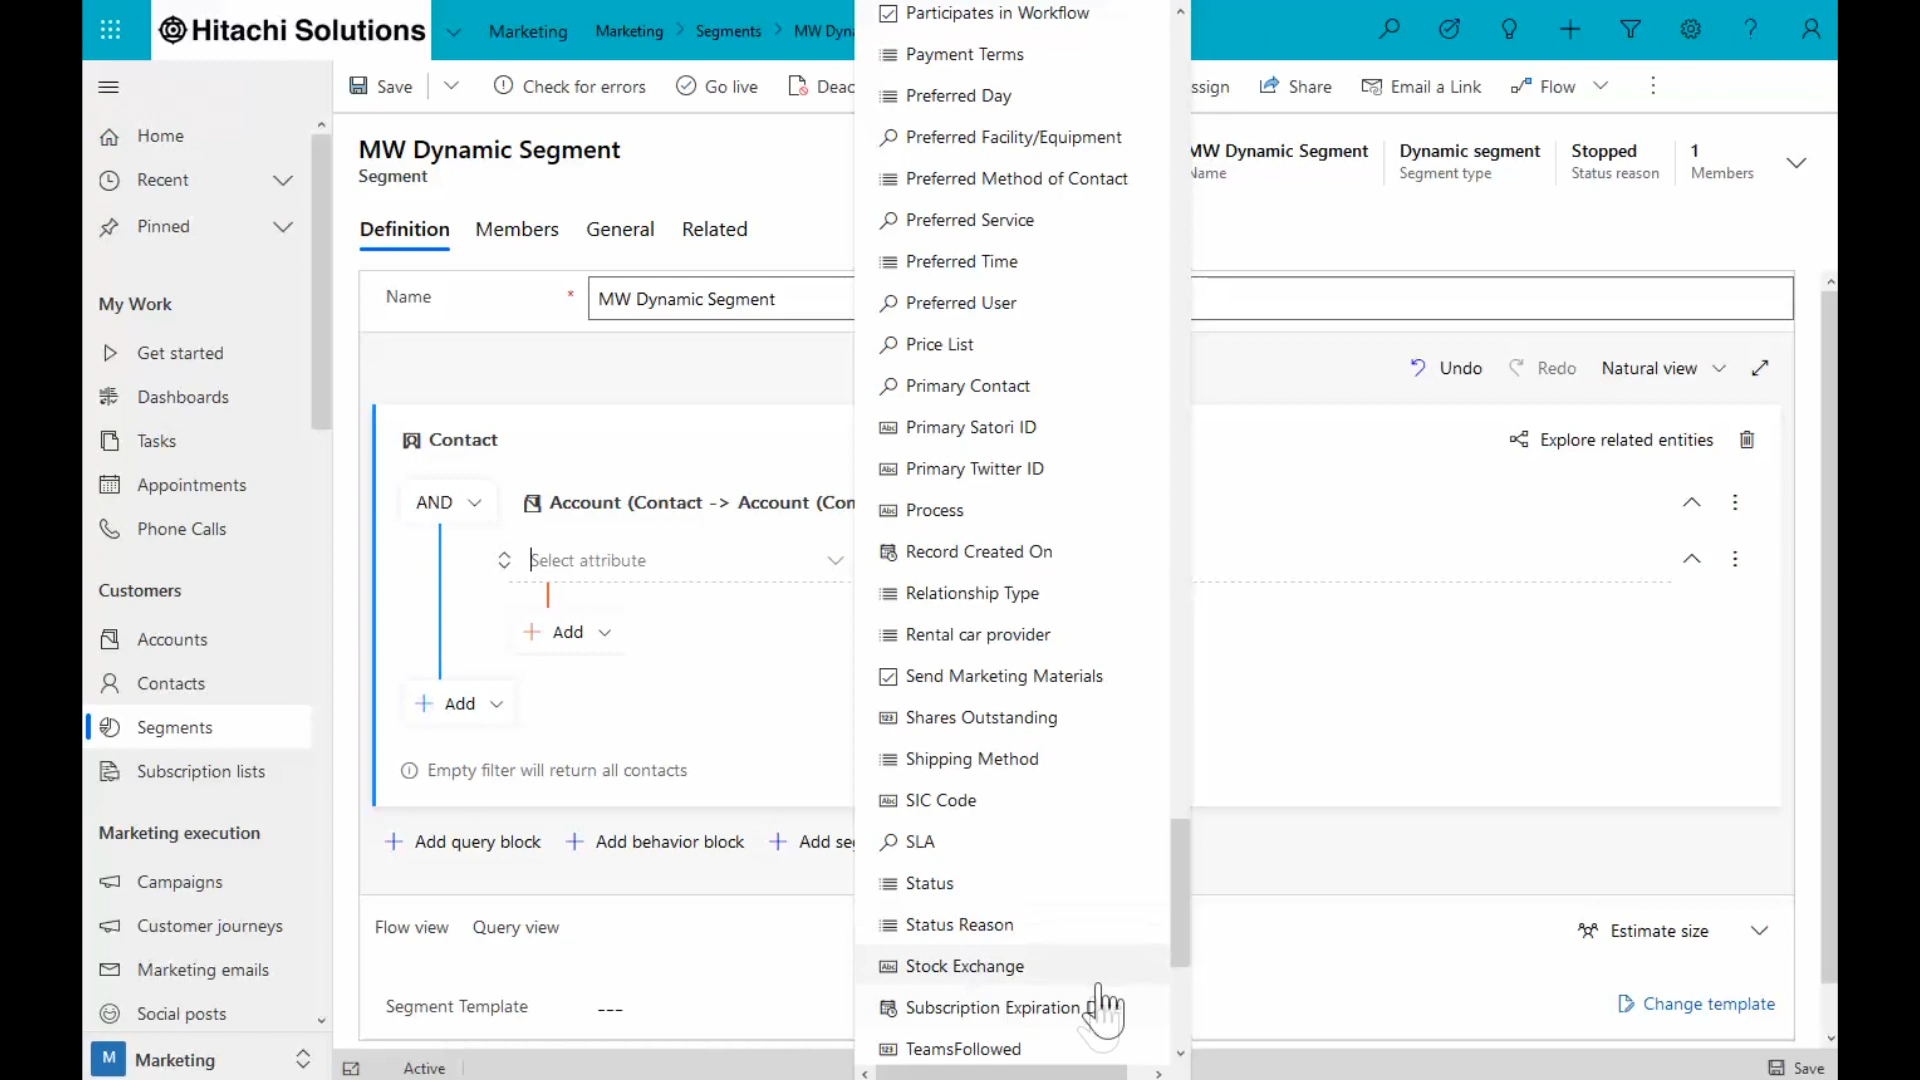 Hitachi Solutions
Marketing
Marketing > Segments > MW Dyna
Save
Check for errors
Go live
Deac
ssign
Share
Email a Link
Flow
Home
Recent
Pinned
My Work
Get started
Dashboards
Tasks
Appointments
Phone Calls
Customers
Accounts
Contacts
Segments
Subscription lists
Marketing execution
Campaigns
Customer journeys
Marketing emails
Social posts
M Marketing
MW Dynamic Segment
Segment
MW Dynamic Segment
Name
Dynamic segment
Segment type
Stopped
Status reason
1
Members
Definition
Members
General
Related
Name *
MW Dynamic Segment
Undo
Redo
Natural view
Contact
Explore related entities
AND
Account (Contact -> Account (Con
Select attribute
Add
Add
Empty filter will return all contacts
Add query block
Add behavior block
Add se
Flow view
Query view
Estimate size
Segment Template
---
Change template
Active
Save
Participates in Workflow
Payment Terms
Preferred Day
Preferred Facility/Equipment
Preferred Method of Contact
Preferred Service
Preferred Time
Preferred User
Price List
Primary Contact
Abc Primary Satori ID
Abc Primary Twitter ID
Abc Process
Record Created On
Relationship Type
Rental car provider
Send Marketing Materials
123 Shares Outstanding
Shipping Method
Abc SIC Code
SLA
Status
Status Reason
Abc Stock Exchange
Subscription Expiration
123 TeamsFollowed